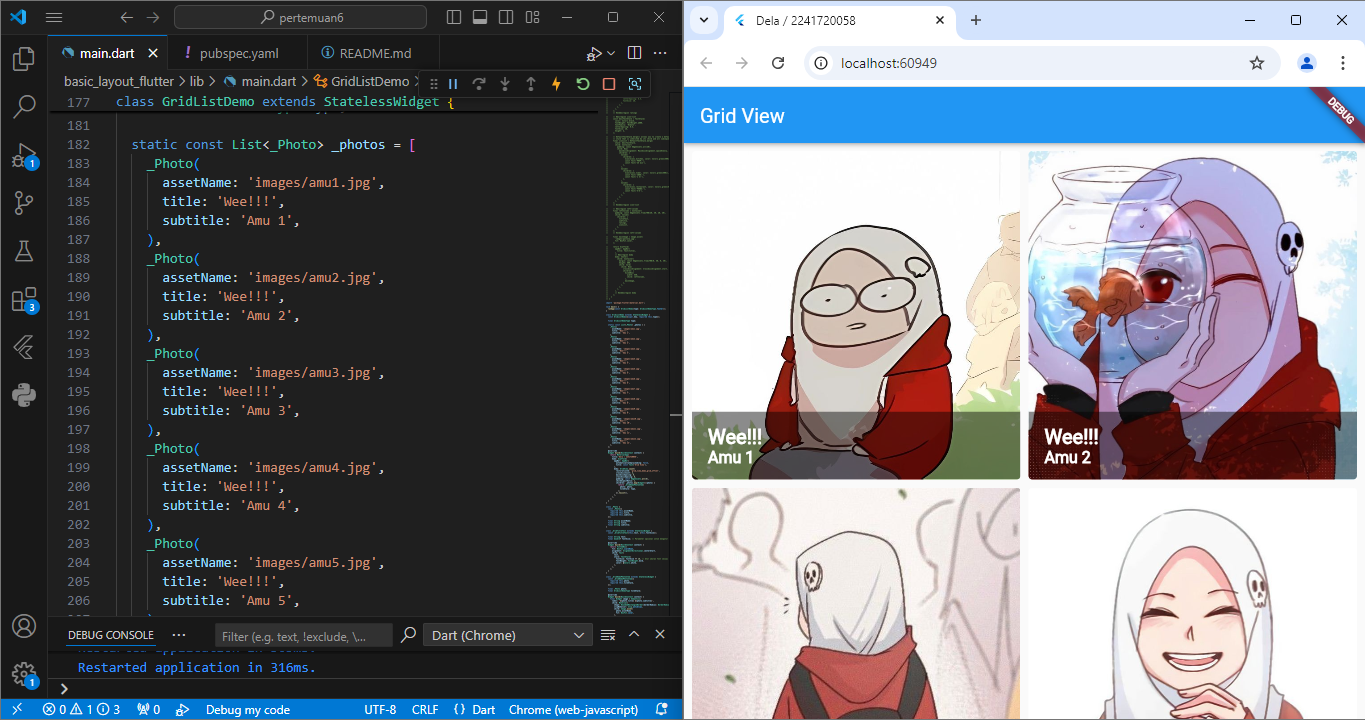 pertemuan6
main.dart
pubspec.yaml
README.md
basic_layout_flutter > lib > main.dart > GridListDemo >
177 class GridListDemo extends StatelessWidget {
181
182 static const List<_Photo> _photos = [
183 _Photo(
184 assetName: 'images/amu1.jpg',
185 title: 'Wee!!!',
186 subtitle: 'Amu 1',
187 ),
188 _Photo(
189 assetName: 'images/amu2.jpg',
190 title: 'Wee!!!',
191 subtitle: 'Amu 2',
192 ),
193 _Photo(
194 assetName: 'images/amu3.jpg',
195 title: 'Wee!!!',
196 subtitle: 'Amu 3',
197 ),
198 _Photo(
199 assetName: 'images/amu4.jpg',
200 title: 'Wee!!!',
201 subtitle: 'Amu 4',
202 ),
203 _Photo(
204 assetName: 'images/amu5.jpg',
205 title: 'Wee!!!',
206 subtitle: 'Amu 5',
1
3
1
DEBUG CONSOLE
Filter (e.g. text, !exclude, \...
Dart (Chrome)
Restarted application in 316ms.
0 1 3 0 Debug my code UTF-8 CRLF {} Dart Chrome (web-javascript)
Dela / 2241720058
localhost:60949
Grid View
DEBUG
Wee!!!
Amu 1
Wee!!!
Amu 2